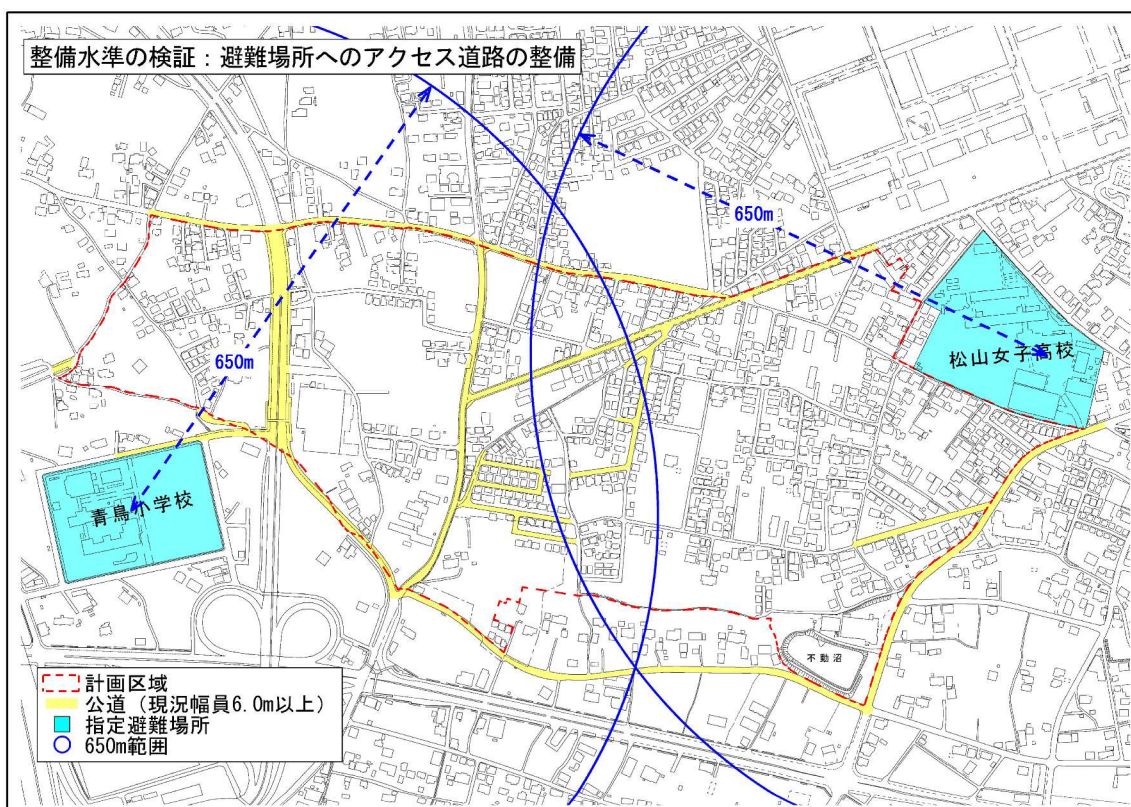 整備水準の検証：避難場所へのアクセス道路の整備
650m
650m
松山女子高校
青鳥小学校
不動沼
計画区域
公道（現況幅員6.0m以上）
指定避難場所
650m範囲